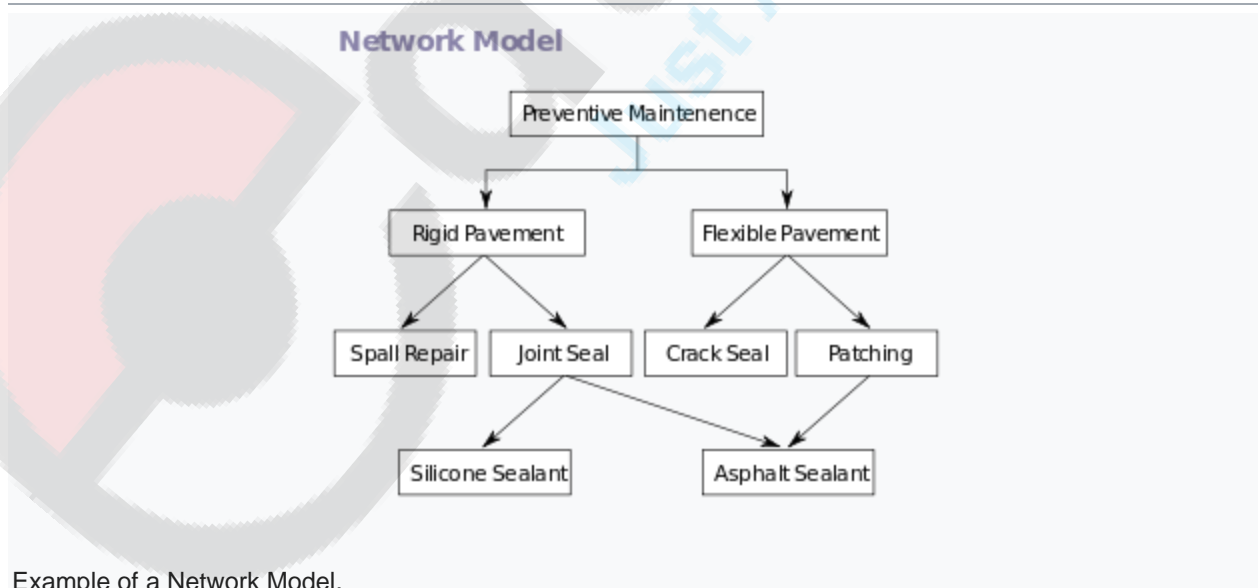 Just
Network Model
Preventive Maintenence
Rigid Pavement
Flexible Pavement
Spall Repair
Joint Seal
Crack Seal
Patching
Silicone Sealant
Asphalt Sealant
Example of a Network Model.